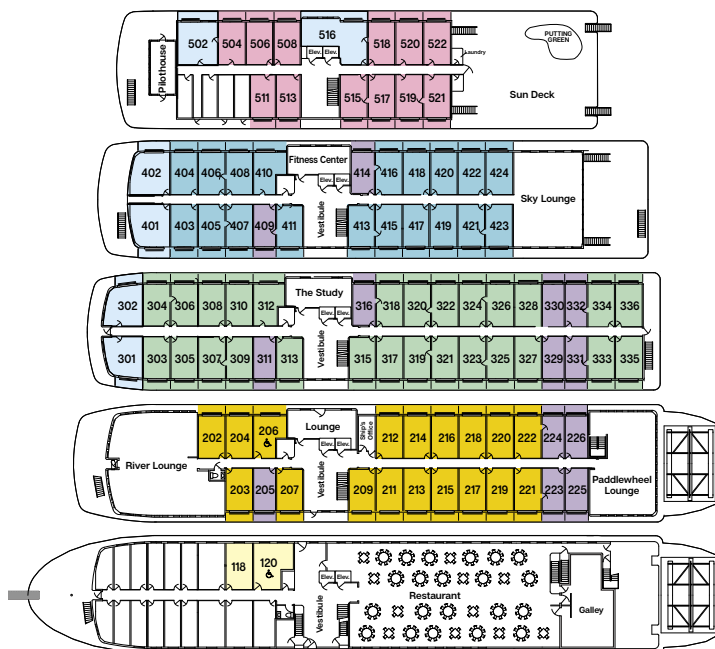 502 504 506 508 516 518 520 522
Elev. Elev.
PUTTING
GREEN
Laundry
Pilothouse
Sun Deck
511 513 515 517 519 521
402 404 406 408 410 Fitness Center 414 416 418 420 422 424
Elev. Elev.
Sky Lounge
Vestibule
401 403 405 407 409 411 413 415 417 419 421 423
302 304 306 308 310 312 The Study 316 318 320 322 324 326 328 330 332 334 336
Elev. Elev.
Vestibule
301 303 305 307 309 311 313 315 317 319 321 323 325 327 329 331 333 335
202 204 206 Lounge Ship's Office 212 214 216 218 220 222 224 226
Elev. Elev.
River Lounge
Vestibule
Paddlewheel
Lounge
203 205 207 209 211 213 215 217 219 221 223 225
118 120
Elev. Elev.
Restaurant
Vestibule
Galley